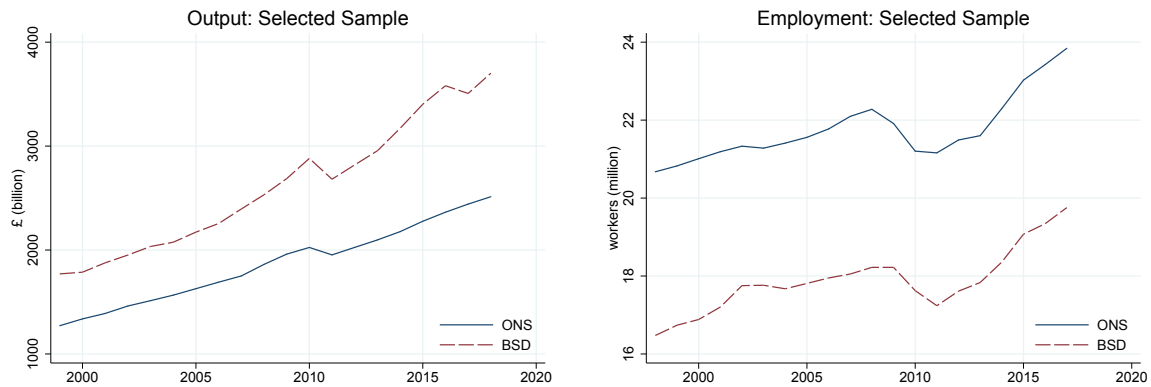 Output: Selected Sample
£ (billion)
4000
3000
2000
1000
2000 2005 2010 2015 2020
ONS
BSD
Employment: Selected Sample
workers (million)
24
22
20
18
16
2000 2005 2010 2015 2020
ONS
BSD